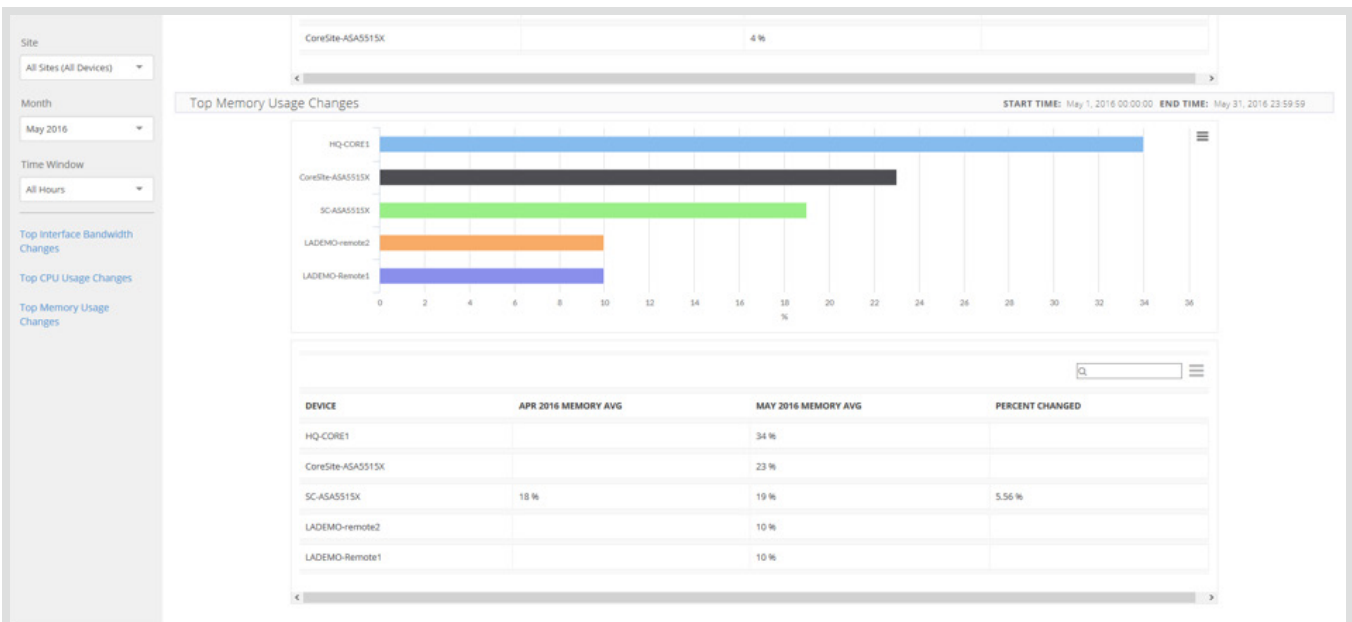 Site
All Sites (All Devices)
Month
May 2016
Time Window
All Hours
Top Interface Bandwidth
Changes
Top CPU Usage Changes
Top Memory Usage
Changes
CoreSite-ASA5515X 4 %
Top Memory Usage Changes START TIME: May 1, 2016 00:00:00 END TIME: May 31, 2016 23:59:59
HQ-CORE1
CoreSite-ASA5515X
SC-ASA5515X
LADEMO-remote2
LADEMO-Remote1
0 2 4 6 8 10 12 14 16 18 20 22 24 26 28 30 32 34 36
%
DEVICE APR 2016 MEMORY AVG MAY 2016 MEMORY AVG PERCENT CHANGED
HQ-CORE1 34 %
CoreSite-ASA5515X 23 %
SC-ASA5515X 18 % 19 % 5.56 %
LADEMO-remote2 10 %
LADEMO-Remote1 10 %